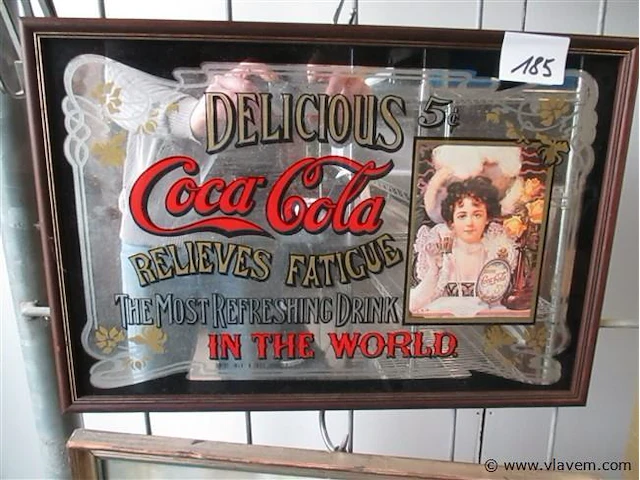 185
DELICIOUS 5¢
Coca-Cola
RELIEVES FATIGUE
THE MOST REFRESHING DRINK
IN THE WORLD
© www.vlavem.com